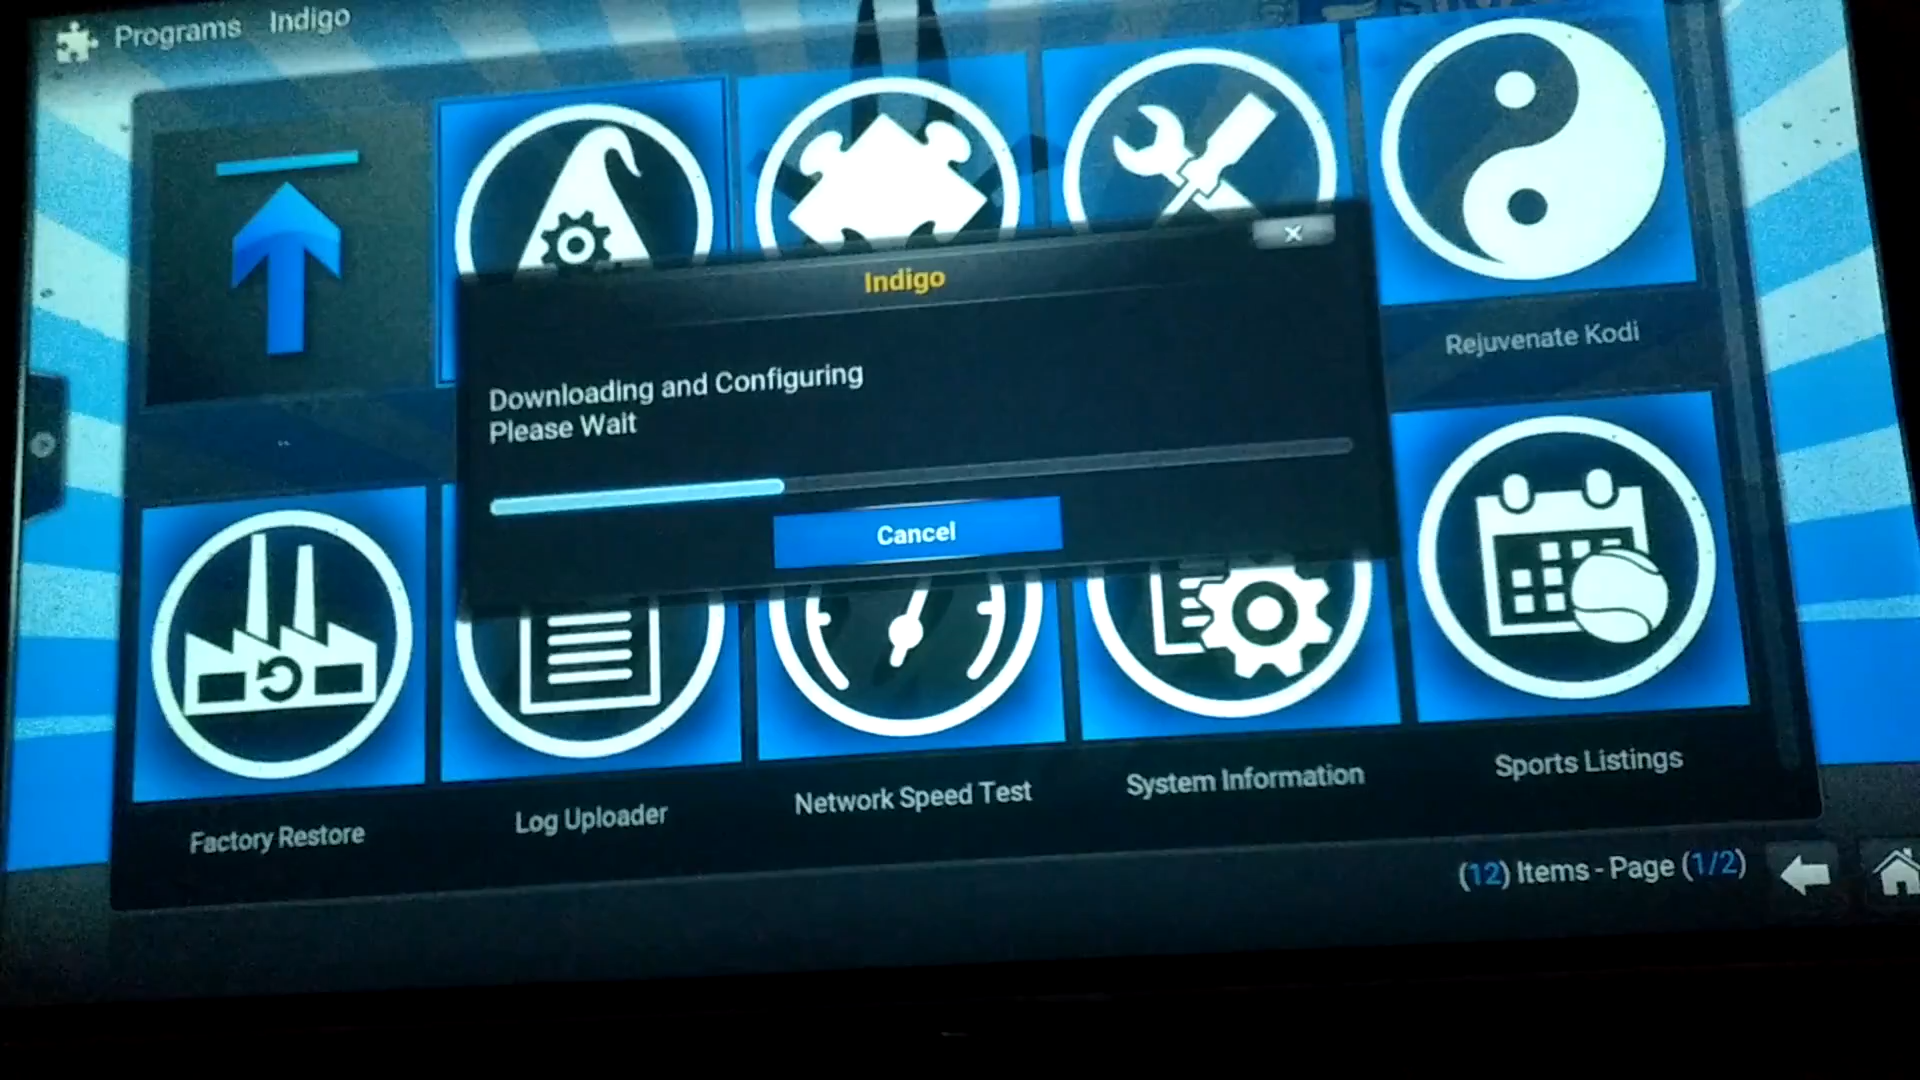 Programs Indigo
Indigo
Downloading and Configuring
Please Wait
Cancel
Rejuvenate Kodi
..
Factory Restore
Log Uploader
Network Speed Test
System Information
Sports Listings
(12) Items - Page (1/2)